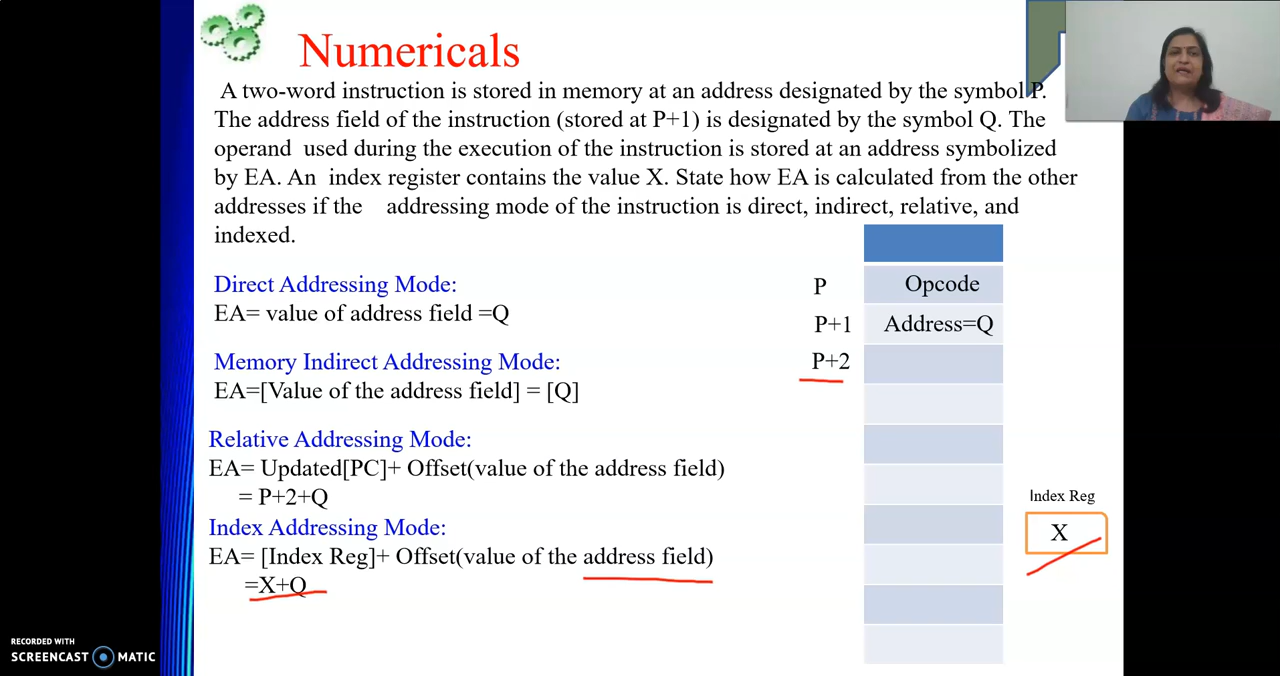 Numericals
A two-word instruction is stored in memory at an address designated by the symbol P.
The address field of the instruction (stored at P+1) is designated by the symbol Q. The
operand used during the execution of the instruction is stored at an address symbolized
by EA. An index register contains the value X. State how EA is calculated from the other
addresses if the addressing mode of the instruction is direct, indirect, relative, and
indexed.
Direct Addressing Mode:
EA= value of address field =Q
Memory Indirect Addressing Mode:
EA=[Value of the address field] = [Q]
Relative Addressing Mode:
EA= Updated[PC]+ Offset(value of the address field)
= P+2+Q
Index Addressing Mode:
EA= [Index Reg]+ Offset(value of the address field)
=X+Q
P Opcode
P+1 Address=Q
P+2
Index Reg
X
RECORDED WITH
SCREENCAST MATIC